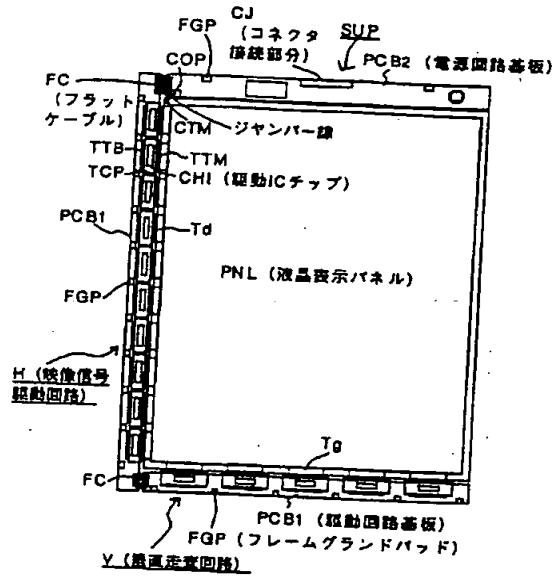 CJ
(コネクタ
接続部分)
FGP
SUP
COP
PCB2 (電源回路基板)
FC
(フラット
ケーブル)
CTM
ジャンパー線
TTB
TTM
TCP
CHI (駆動ICチップ)
PCB1
Td
PNL (液晶表示パネル)
FGP
H (映像信号
駆動回路)
Tg
FC
PCB1 (駆動回路基板)
FGP (フレームグランドパッド)
V (垂直走査回路)